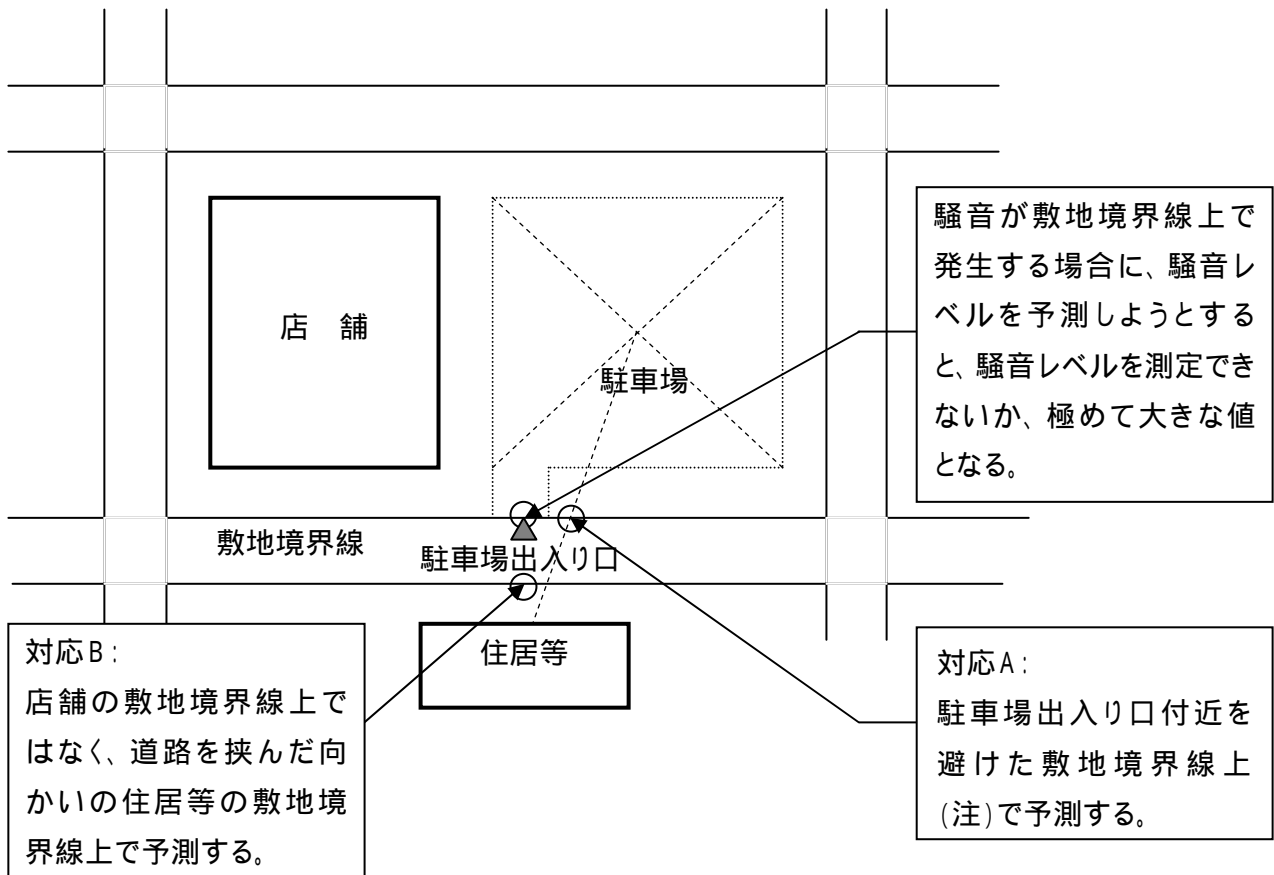 騒音が敷地境界線上で
発生する場合に、騒音レ
ベルを予測しようとする
と、騒音レベルを測定でき
ないか、極めて大きな値
となる。
店　舗
駐車場
敷地境界線
駐車場出入り口
住居等
対応B：
店舗の敷地境界線上で
はなく、道路を挟んだ向
かいの住居等の敷地境
界線上で予測する。
対応A：
駐車場出入り口付近を
避けた敷地境界線上
(注)で予測する。